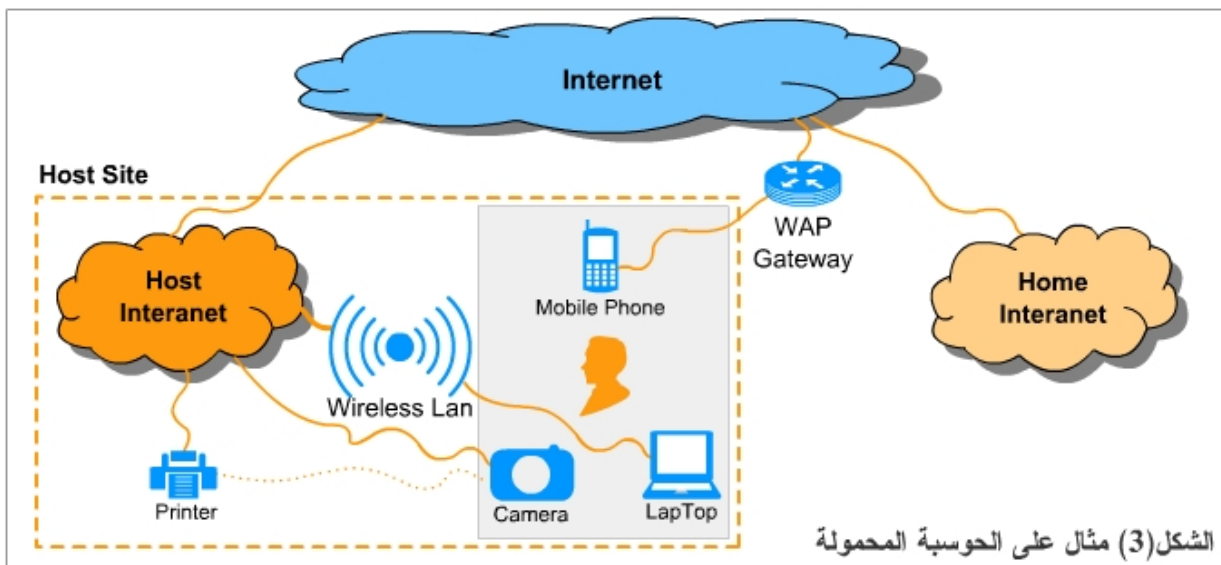 Internet
Host Site
WAP
Gateway
Host
Interanet
Mobile Phone
Home
Interanet
Wireless Lan
Printer
Camera
LapTop
الشكل(3) مثال على الحوسبة المحمولة